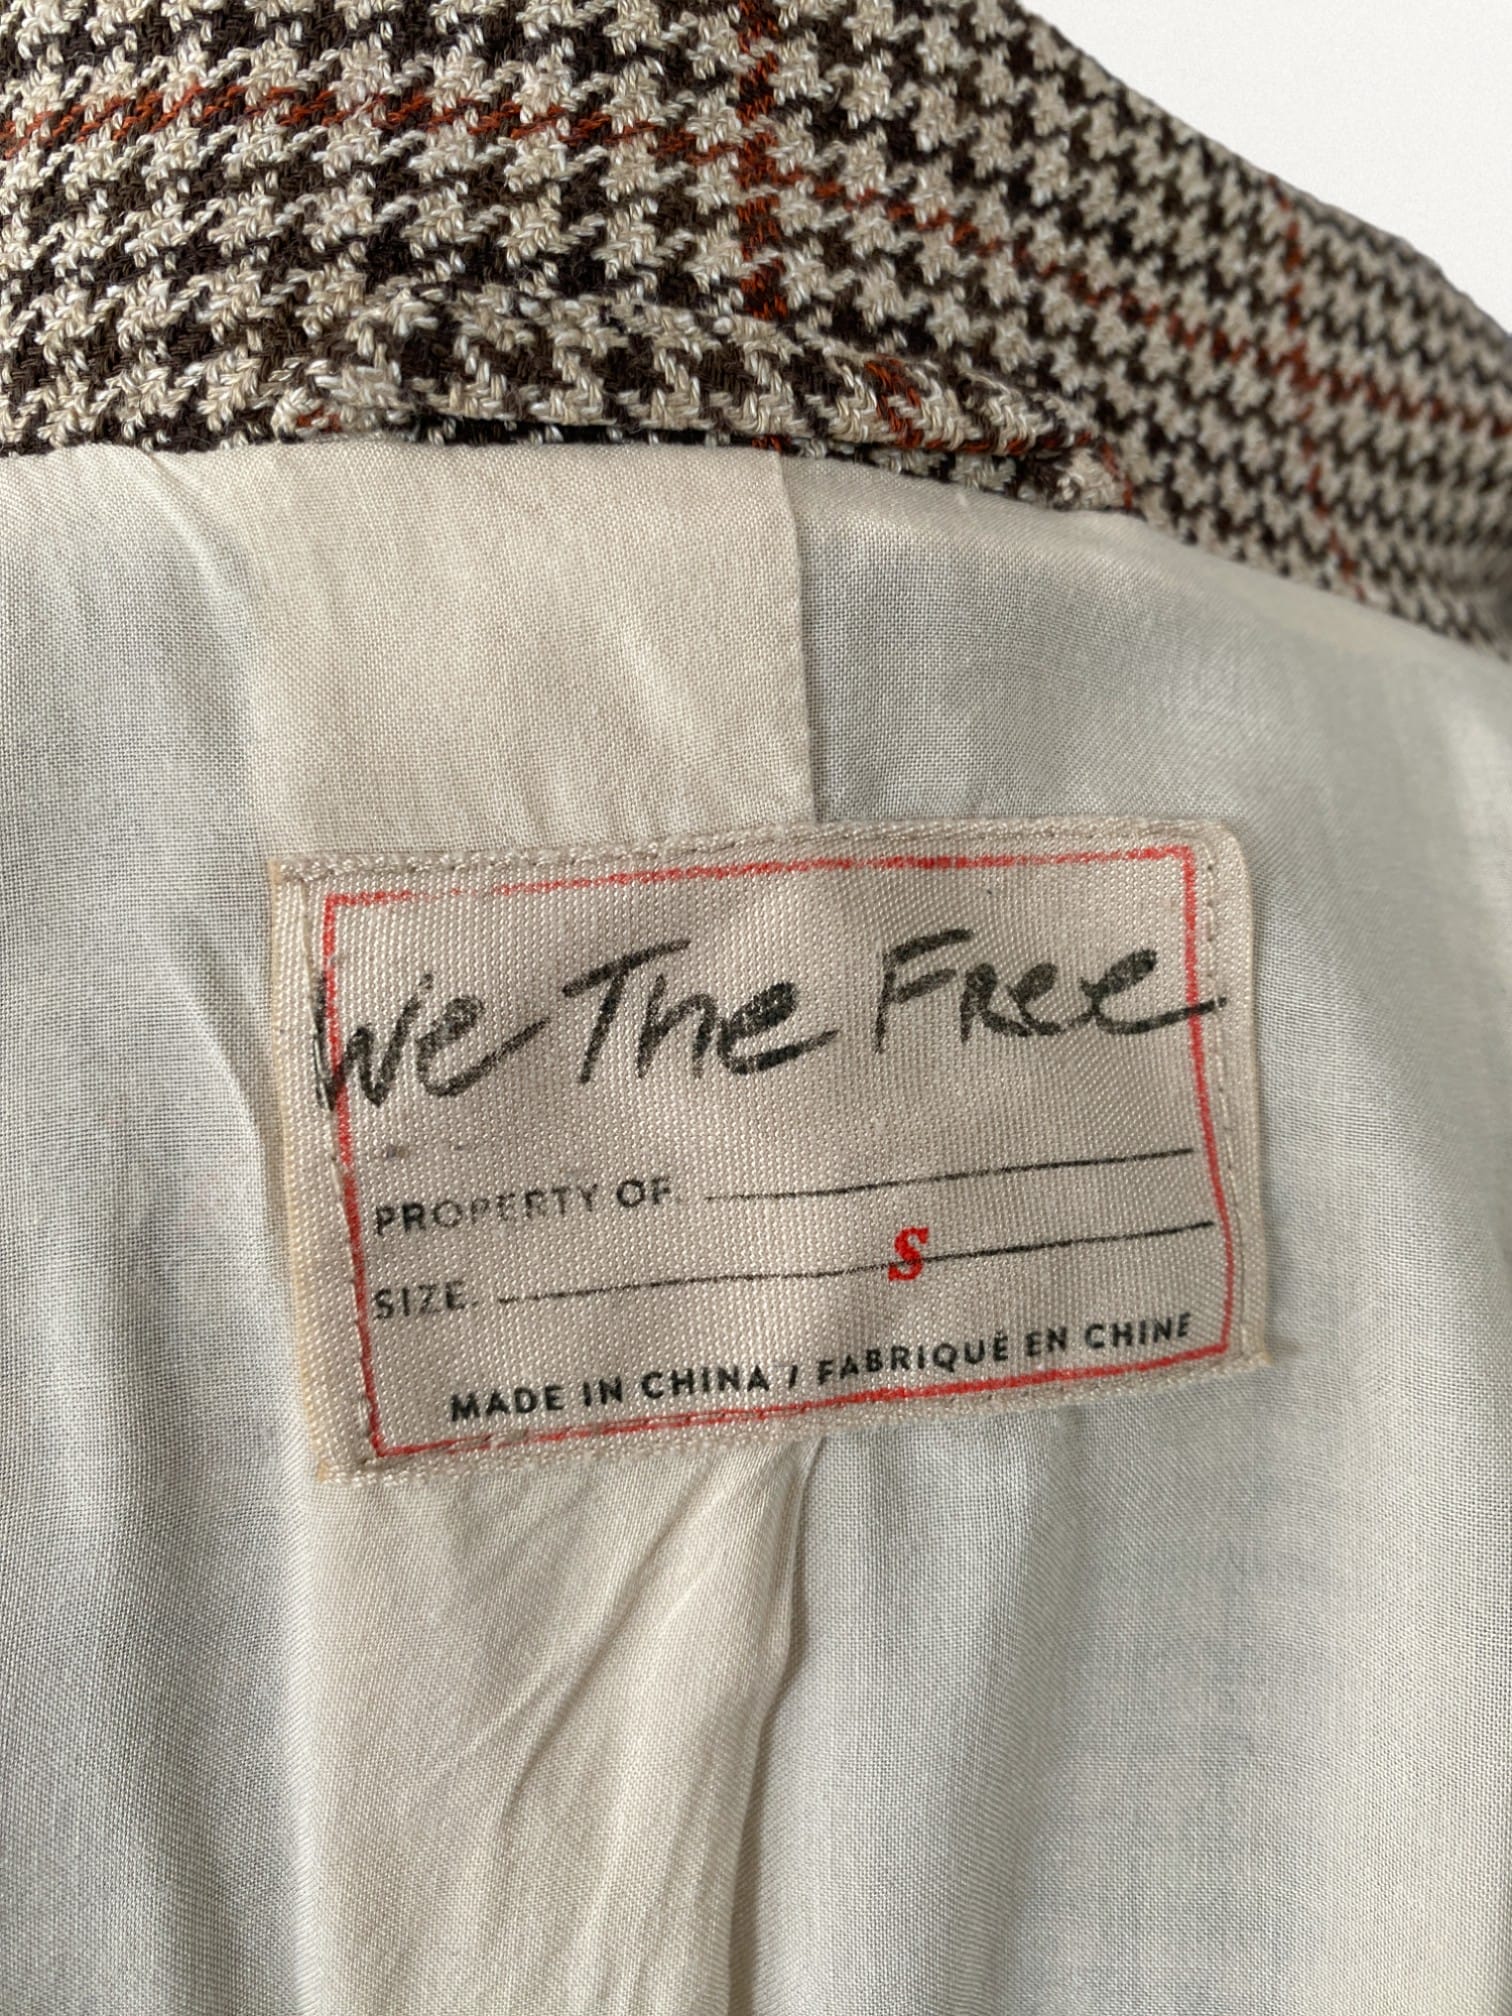 We The Free
PROPERTY OF.
SIZE. S
MADE IN CHINA / FABRIQUÉ EN CHINE